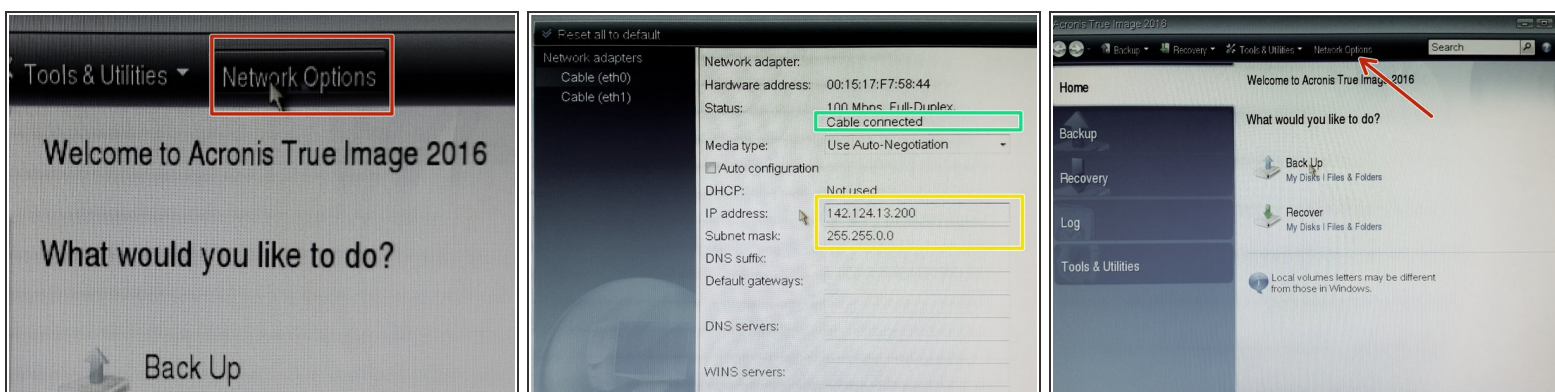 Tools & Utilities
Network Options
Welcome to Acronis True Image 2016
What would you like to do?
Back Up
Reset all to default
Network adapters
Cable (eth0)
Cable (eth1)
Network adapter:
Hardware address: 00:15:17:F7:58:44
Status: 100 Mbps, Full-Duplex,
Cable connected
Media type: Use Auto-Negotiation
Auto configuration
DHCP: Not used
IP address: 142.124.13.200
Subnet mask: 255.255.0.0
DNS suffix:
Default gateways:
DNS servers:
WINS servers:
Acronis True Image 2016
Backup Recovery Tools & Utilities Network Options Search
Home
Backup
Recovery
Log
Tools & Utilities
Welcome to Acronis True Image 2016
What would you like to do?
Back Up
My Disks | Files & Folders
Recover
My Disks | Files & Folders
Local volumes letters may be different
from those in Windows.